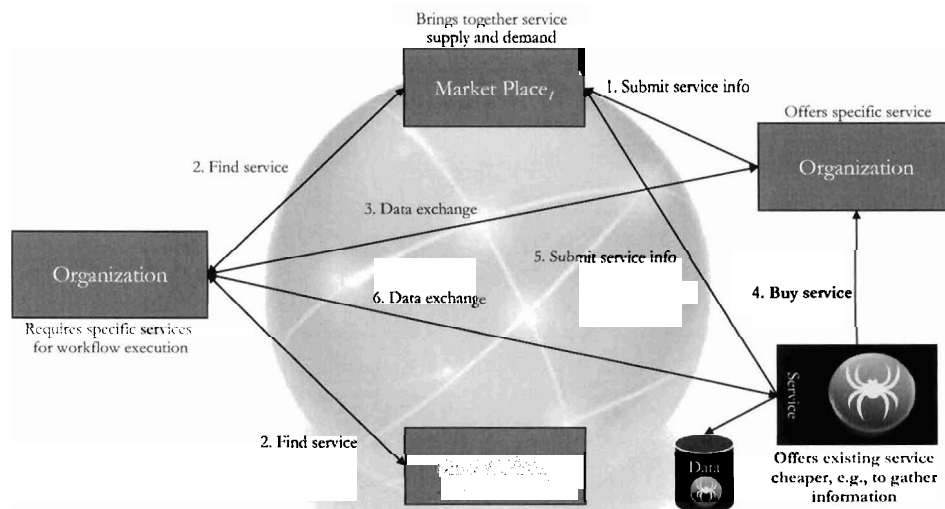 Brings together service
supply and demand
Market Place,
1. Submit service info
Offers specific service
Organization
2. Find service
3. Data exchange
Organization
5. Submit service info
4. Buy service
6. Data exchange
Requires specific services
for workflow execution
Service
2. Find service
Data
Offers existing service
cheaper, e.g., to gather
information